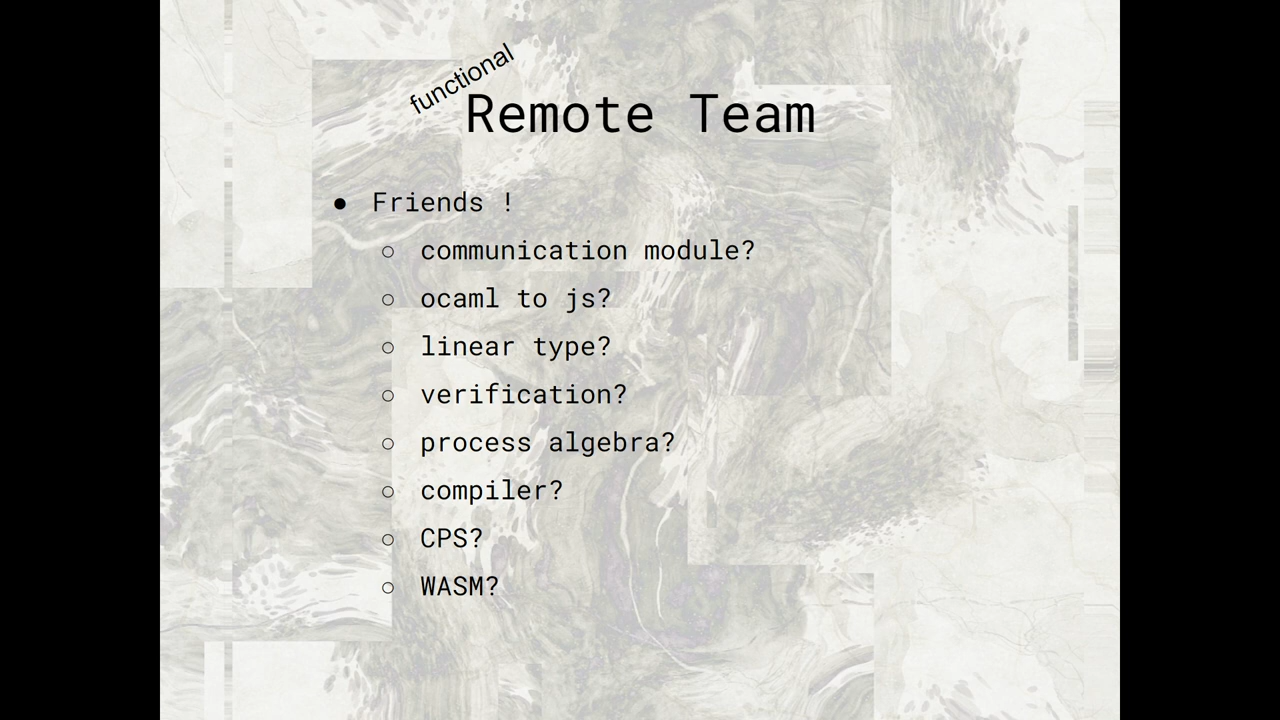 functional
Remote Team
● Friends !
○ communication module?
○ ocaml to js?
○ linear type?
○ verification?
○ process algebra?
○ compiler?
○ CPS?
○ WASM?